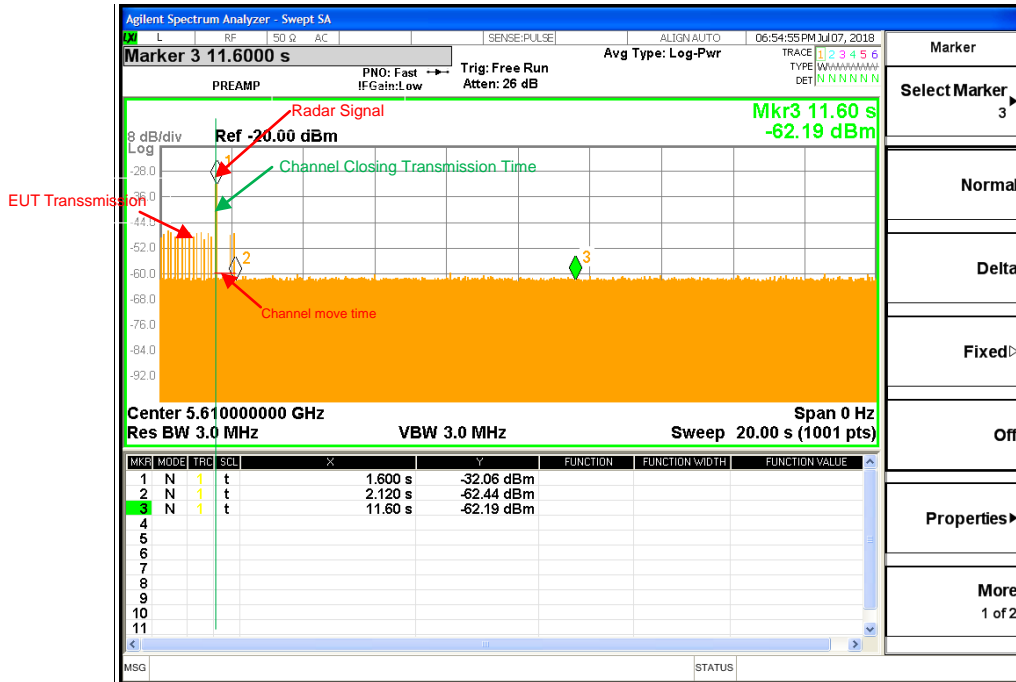 Agilent Spectrum Analyzer - Swept SA
LXI L RF 50 Ω AC SENSE:PULSE ALIGN AUTO 06:54:55 PM Jul 07, 2018
Marker 3 11.6000 s
PREAMP
PNO: Fast
IFGain:Low
Trig: Free Run
Atten: 26 dB
Avg Type: Log-Pwr
TRACE 1 2 3 4 5 6
TYPE WWWWWW
DET N N N N N N
Mkr3 11.60 s
-62.19 dBm
8 dB/div Ref -20.00 dBm
Log
Radar Signal
Channel Closing Transmission Time
EUT Transsmission
Channel move time
-28.0
-36.0
-44.0
-52.0
-60.0
-68.0
-76.0
-84.0
-92.0
1
2
3
Center 5.610000000 GHz Span 0 Hz
Res BW 3.0 MHz VBW 3.0 MHz Sweep 20.00 s (1001 pts)
MKR MODE TRC SCL X Y FUNCTION FUNCTION WIDTH FUNCTION VALUE
1 N 1 t 1.600 s -32.06 dBm
2 N 1 t 2.120 s -62.44 dBm
3 N 1 t 11.60 s -62.19 dBm
4
5
6
7
8
9
10
11
MSG STATUS
Marker
Select Marker
3
Normal
Delta
Fixed
Off
Properties
More
1 of 2